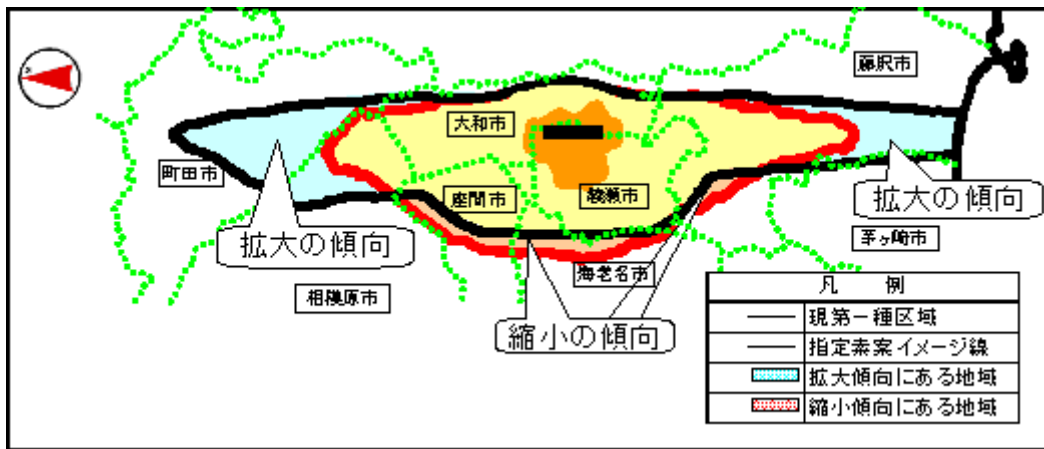 藤沢市
大和市
町田市
座間市
綾瀬市
拡大の傾向
拡大の傾向
茅ヶ崎市
海老名市
相模原市
縮小の傾向
凡 例
現第一種区域
指定素案イメージ線
拡大傾向にある地域
縮小傾向にある地域